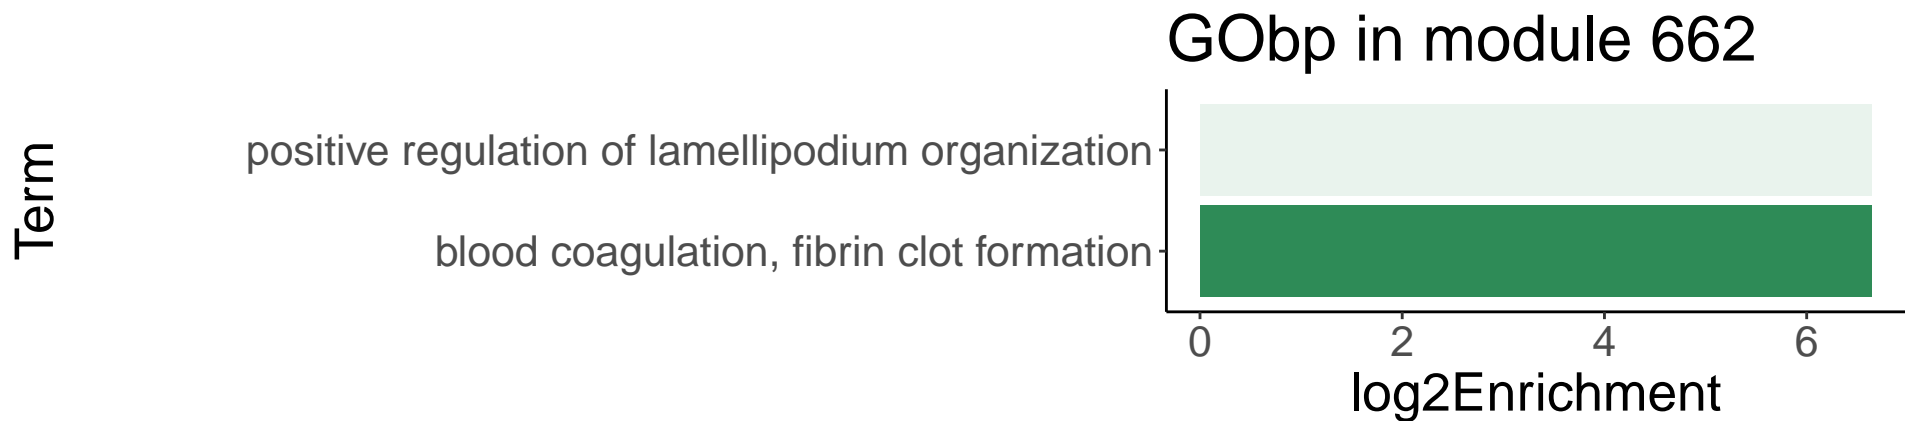 GObp in module 662
Term
positive regulation of lamellipodium organization
blood coagulation, fibrin clot formation
0 2 4 6
log2Enrichment